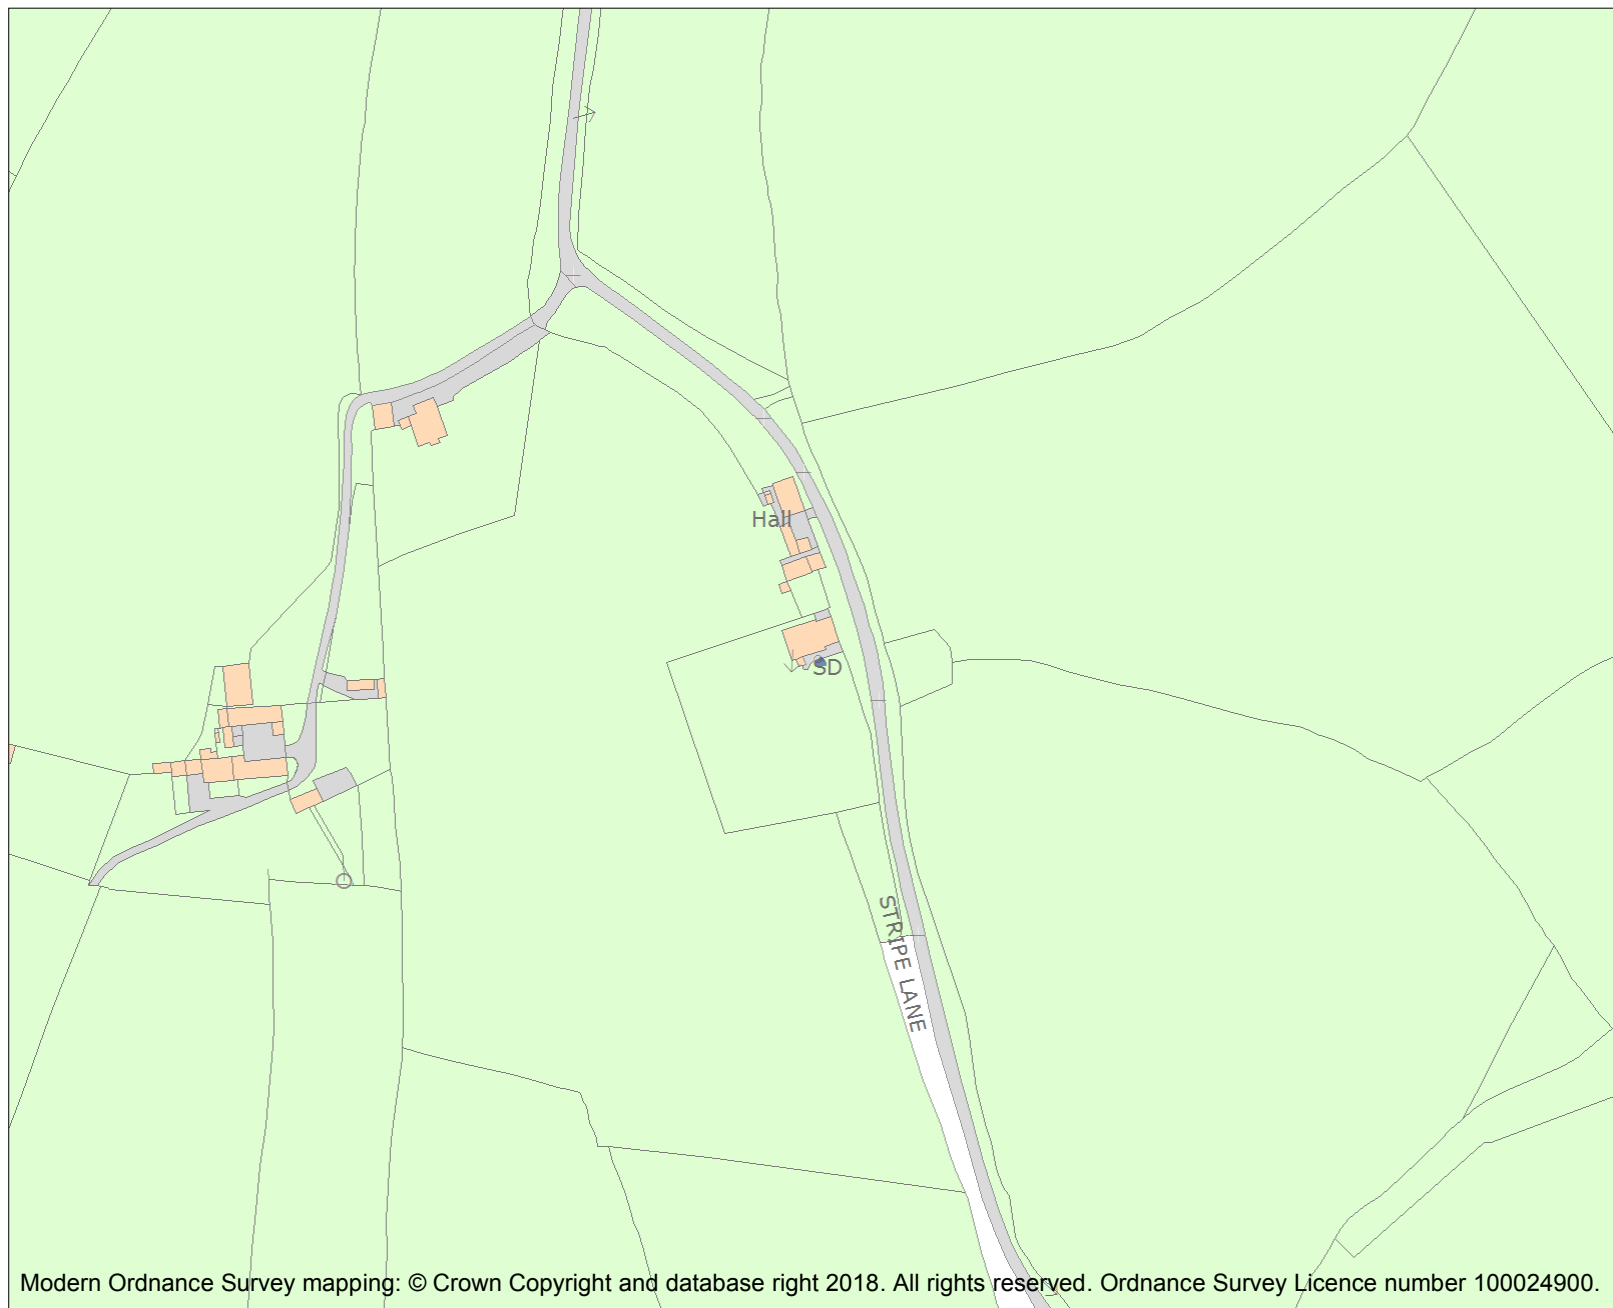 Hall
SD
STRIPE LANE
Modern Ordnance Survey mapping: © Crown Copyright and database right 2018. All rights reserved. Ordnance Survey Licence number 100024900.